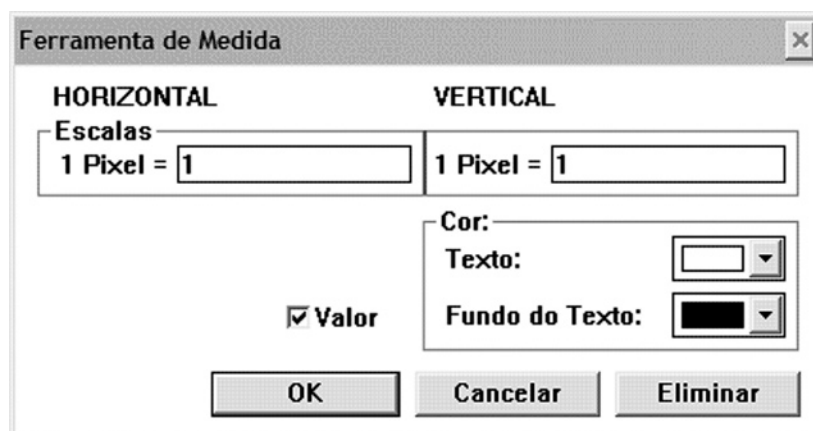 Ferramenta de Medida
HORIZONTAL VERTICAL
Escalas
1 Pixel = 1 1 Pixel = 1
Cor:
Texto:
Valor Fundo do Texto:
OK Cancelar Eliminar